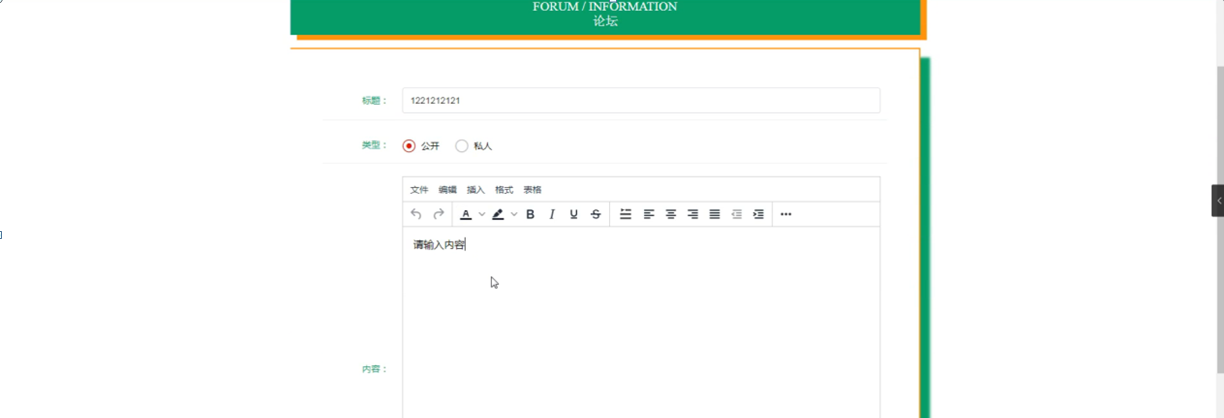 FORUM / INFORMATION
论坛
标题：
1221212121
类型：
公开 私人
文件 编辑 插入 格式 表格
A B I U S
请输入内容
内容：